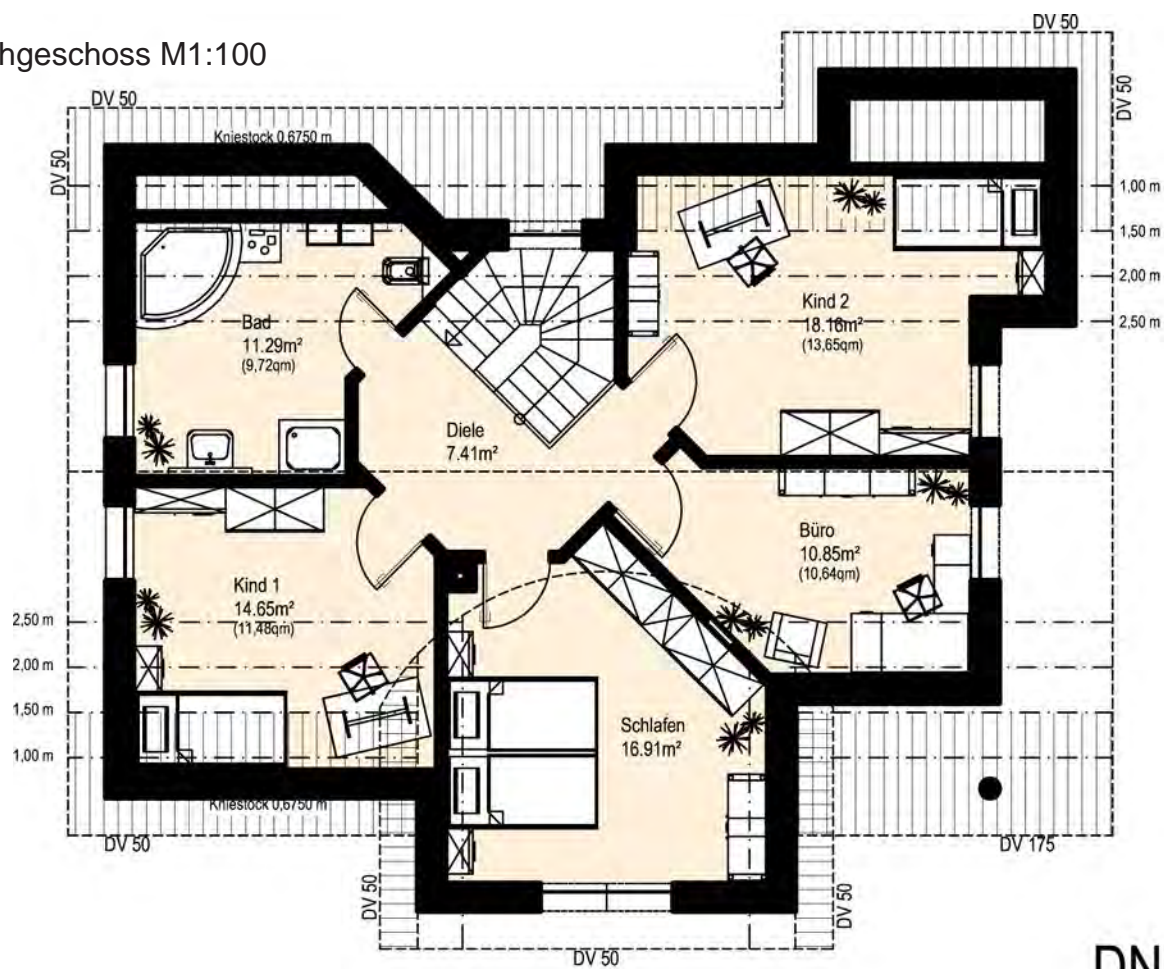 hgeschoss M1:100
DV 50
DV 50
DV 50
DV 50
Kniestock 0,6750 m
DV 50
1,00 m
1,50 m
2,00 m
2,50 m
Kind 2
18.16m²
(13,65qm)
Bad
11.29m²
(9,72qm)
Diele
7.41m²
Büro
10.85m²
(10,64qm)
Kind 1
14.65m²
(11,48qm)
2,50 m
2,00 m
1,50 m
1,00 m
Schlafen
16.91m²
Kniestock 0,6750 m
DV 50
DV 175
DV 50
DV 50
DV 50
DN